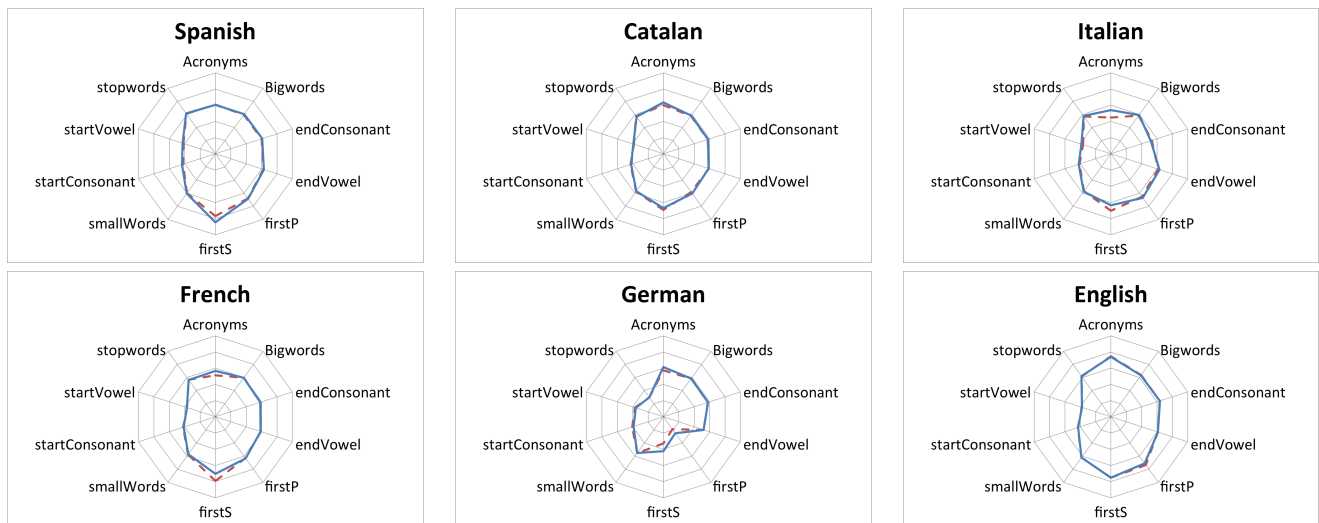 Spanish
Acronyms
stopwords
Bigwords
startVowel
endConsonant
startConsonant
endVowel
smallWords
firstP
firstS
Catalan
Acronyms
stopwords
Bigwords
startVowel
endConsonant
startConsonant
endVowel
smallWords
firstP
firstS
Italian
Acronyms
stopwords
Bigwords
startVowel
endConsonant
startConsonant
endVowel
smallWords
firstP
firstS
French
Acronyms
stopwords
Bigwords
startVowel
endConsonant
startConsonant
endVowel
smallWords
firstP
firstS
German
Acronyms
stopwords
Bigwords
startVowel
endConsonant
startConsonant
endVowel
smallWords
firstP
firstS
English
Acronyms
stopwords
Bigwords
startVowel
endConsonant
startConsonant
endVowel
smallWords
firstP
firstS